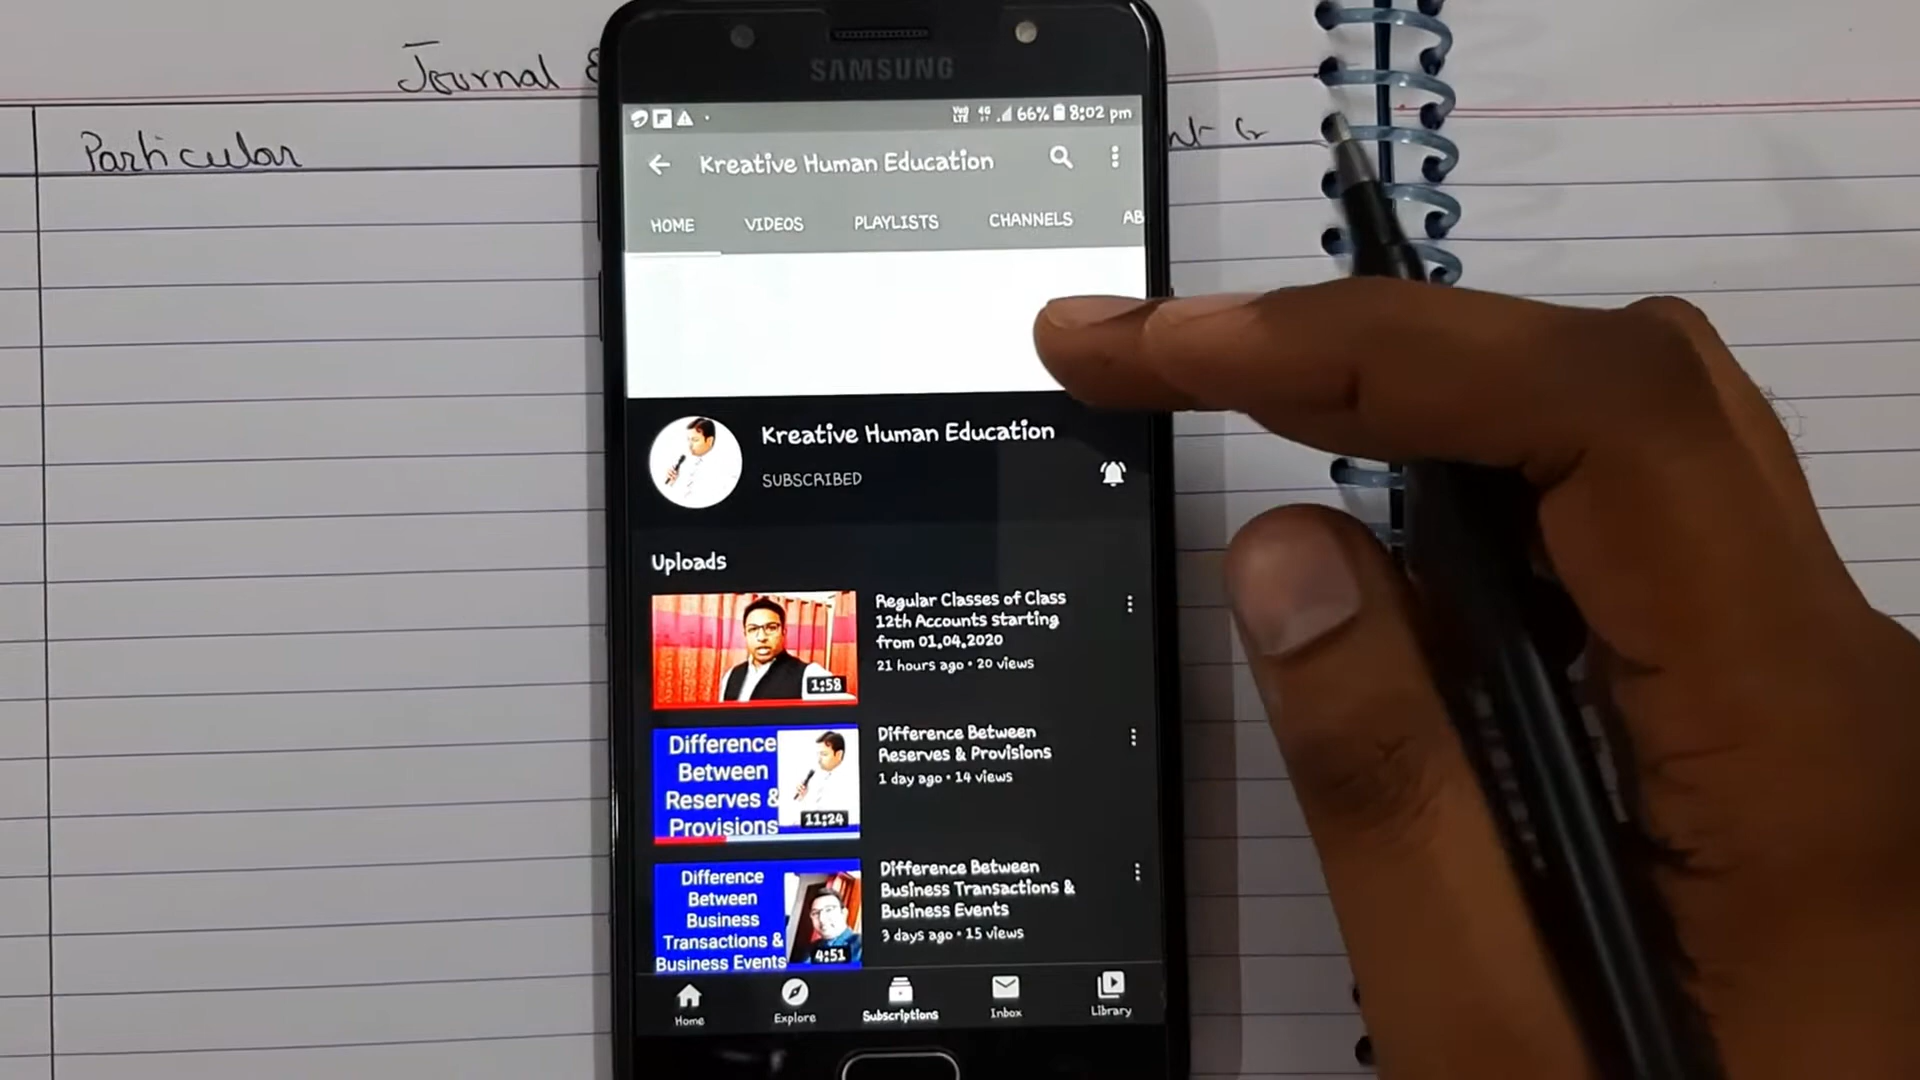 Journal
Particular
SAMSUNG
VoO LTE 4G 66% 8:02 pm
Kreative Human Education
HOME VIDEOS PLAYLISTS CHANNELS AB
Kreative Human Education
SUBSCRIBED
Uploads
Regular Classes of Class
12th Accounts starting
from 01.04.2020
21 hours ago • 20 views
1:58
Difference
Between
Reserves &
Provisions
11:24
Difference Between
Reserves & Provisions
1 day ago • 14 views
Difference
Between
Business
Transactions &
Business Events
4:51
Difference Between
Business Transactions &
Business Events
3 days ago • 15 views
Home Explore Subscriptions Inbox Library